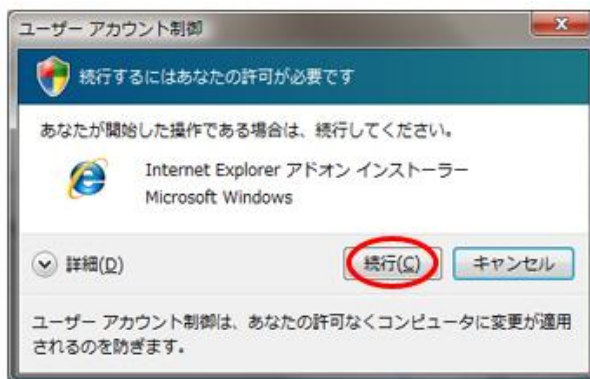 ユーザー アカウント制御
続行するにはあなたの許可が必要です
あなたが開始した操作である場合は、続行してください。
Internet Explorer アドオン インストーラー
Microsoft Windows
詳細(D)
続行(C)
キャンセル
ユーザー アカウント制御は、あなたの許可なくコンピュータに変更が適用
されるのを防ぎます。